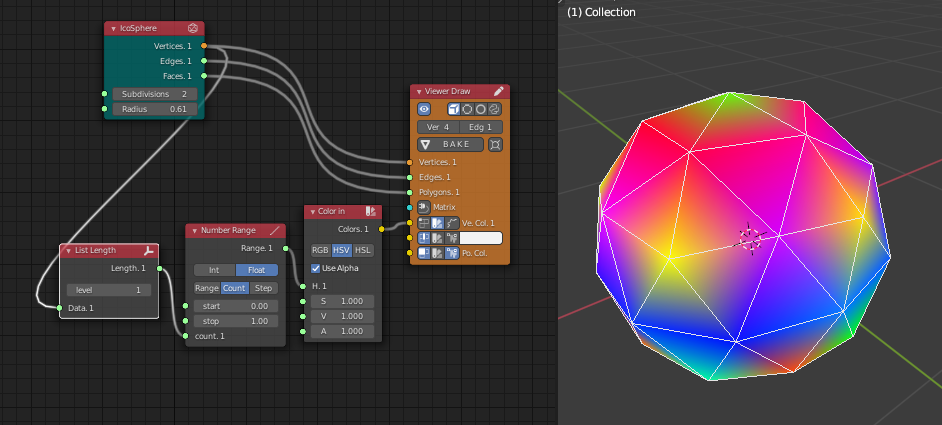 (1) Collection
IcoSphere
Vertices. 1
Edges. 1
Faces. 1
Subdivisions 2
Radius 0.61
Viewer Draw
Ver 4 Edg 1
BAKE
Vertices. 1
Edges. 1
Polygons. 1
Matrix
Ve. Col. 1
Po. Col.
Color in
Colors. 1
RGB HSV HSL
Use Alpha
H. 1
S 1.000
V 1.000
A 1.000
Number Range
Range. 1
Int Float
Range Count Step
start 0.00
stop 1.00
count. 1
List Length
Length. 1
level 1
Data. 1